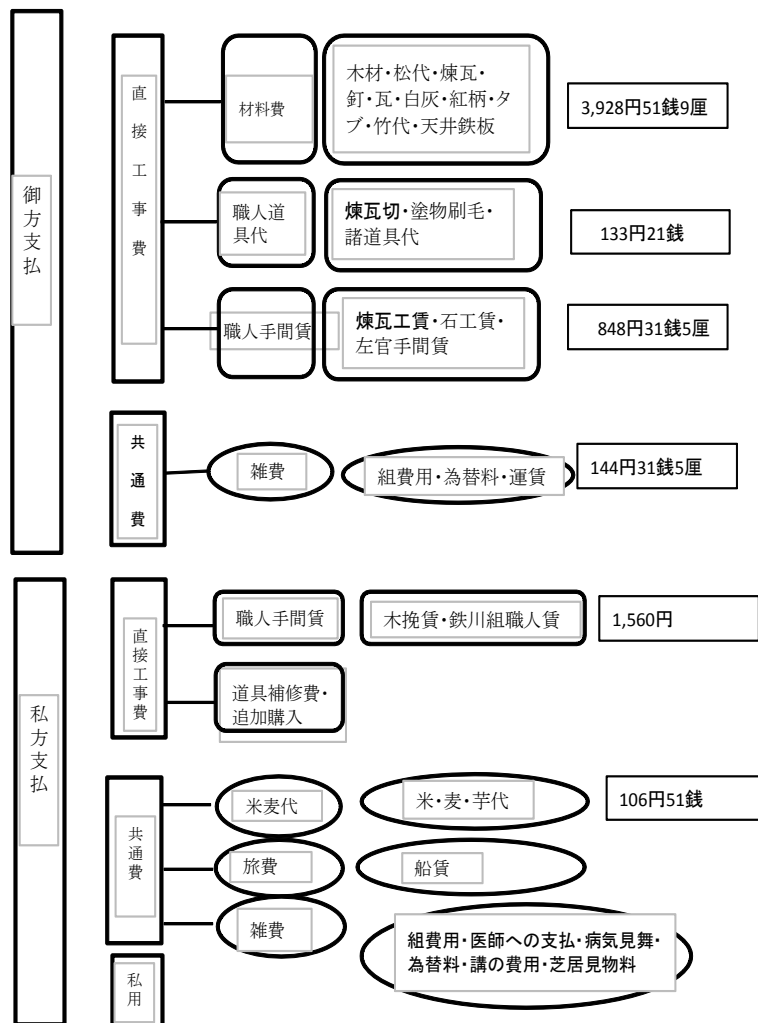 御方支払
直接工事費
材料費
木材・松代・煉瓦・
釘・瓦・白灰・紅柄・タ
ブ・竹代・天井鉄板
3,928円51銭9厘
職人道
具代
煉瓦切・塗物刷毛・
諸道具代
133円21銭
職人手間賃
煉瓦工賃・石工賃・
左官手間賃
848円31銭5厘
共通費
雑費
組費用・為替料・運賃
144円31銭5厘
私方支払
直接工事費
職人手間賃
木挽賃・鉄川組職人賃
1,560円
道具補修費・
追加購入
共通費
米麦代
米・麦・芋代
106円51銭
旅費
船賃
雑費
組費用・医師への支払・病気見舞・
為替料・講の費用・芝居見物料
私用